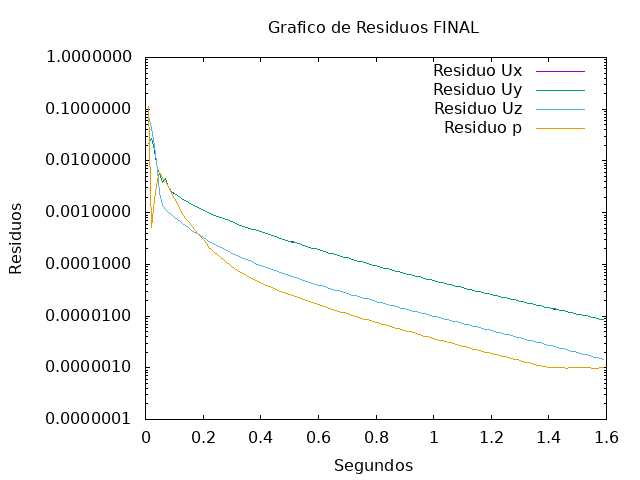 Grafico de Residuos FINAL
1.0000000
0.1000000
0.0100000
0.0010000
0.0001000
0.0000100
0.0000010
0.0000001
Residuos
Residuo Ux
Residuo Uy
Residuo Uz
Residuo p
0 0.2 0.4 0.6 0.8 1 1.2 1.4 1.6
Segundos